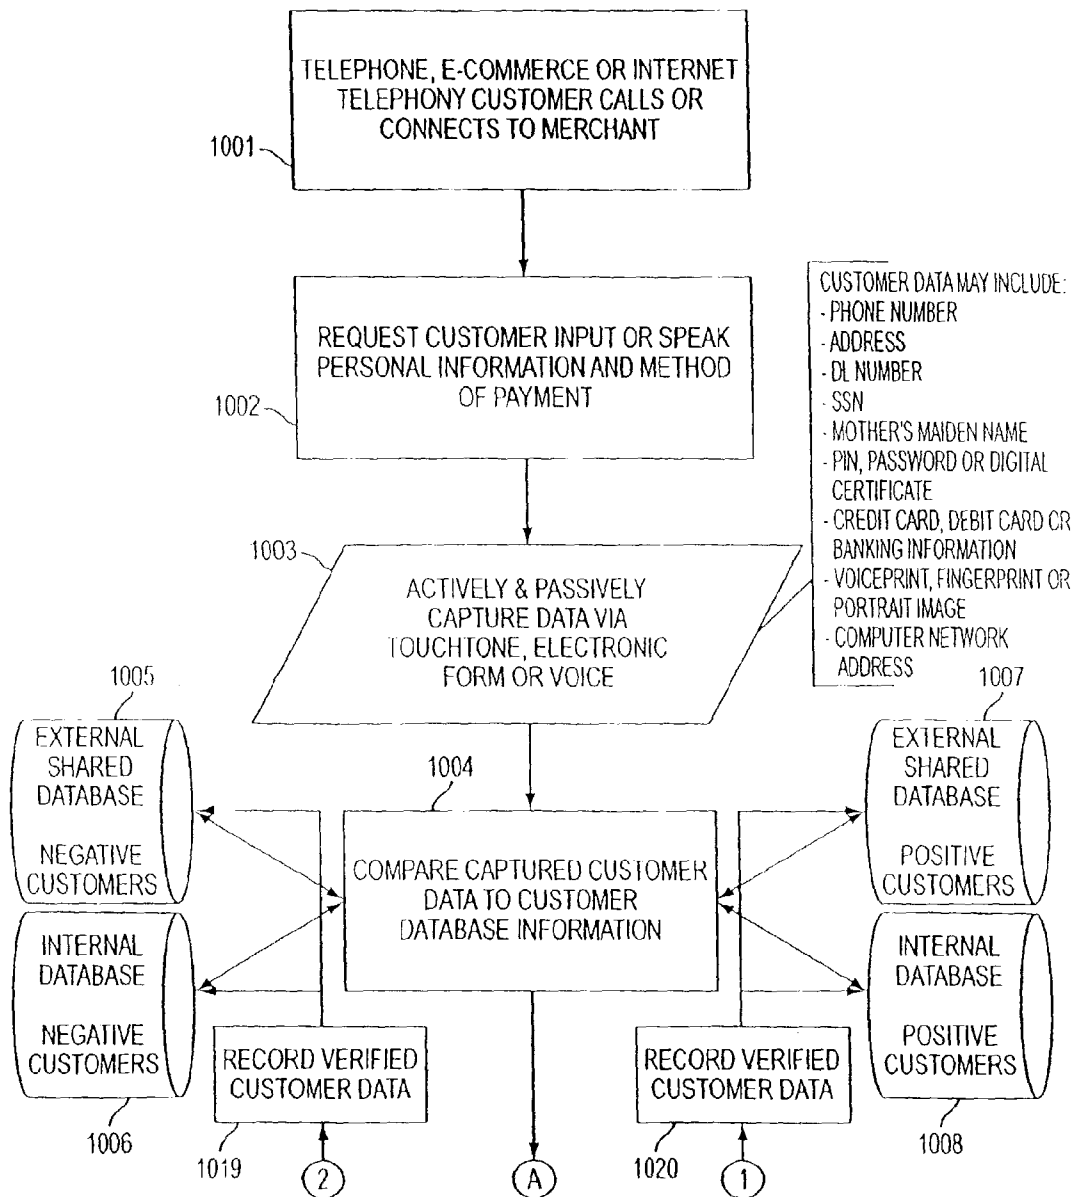 TELEPHONE, E-COMMERCE OR INTERNET
TELEPHONY CUSTOMER CALLS OR
CONNECTS TO MERCHANT
1001
REQUEST CUSTOMER INPUT OR SPEAK
PERSONAL INFORMATION AND METHOD
OF PAYMENT
1002
CUSTOMER DATA MAY INCLUDE:
- PHONE NUMBER
- ADDRESS
- DL NUMBER
- SSN
- MOTHER'S MAIDEN NAME
- PIN, PASSWORD OR DIGITAL
CERTIFICATE
- CREDIT CARD, DEBIT CARD OR
BANKING INFORMATION
- VOICEPRINT, FINGERPRINT OR
PORTRAIT IMAGE
- COMPUTER NETWORK
ADDRESS
1003
ACTIVELY & PASSIVELY
CAPTURE DATA VIA
TOUCHTONE, ELECTRONIC
FORM OR VOICE
1005
EXTERNAL
SHARED
DATABASE
NEGATIVE
CUSTOMERS
1004
COMPARE CAPTURED CUSTOMER
DATA TO CUSTOMER
DATABASE INFORMATION
1007
EXTERNAL
SHARED
DATABASE
POSITIVE
CUSTOMERS
INTERNAL
DATABASE
NEGATIVE
CUSTOMERS
1006
RECORD VERIFIED
CUSTOMER DATA
1019
2
A
RECORD VERIFIED
CUSTOMER DATA
1020
1
INTERNAL
DATABASE
POSITIVE
CUSTOMERS
1008